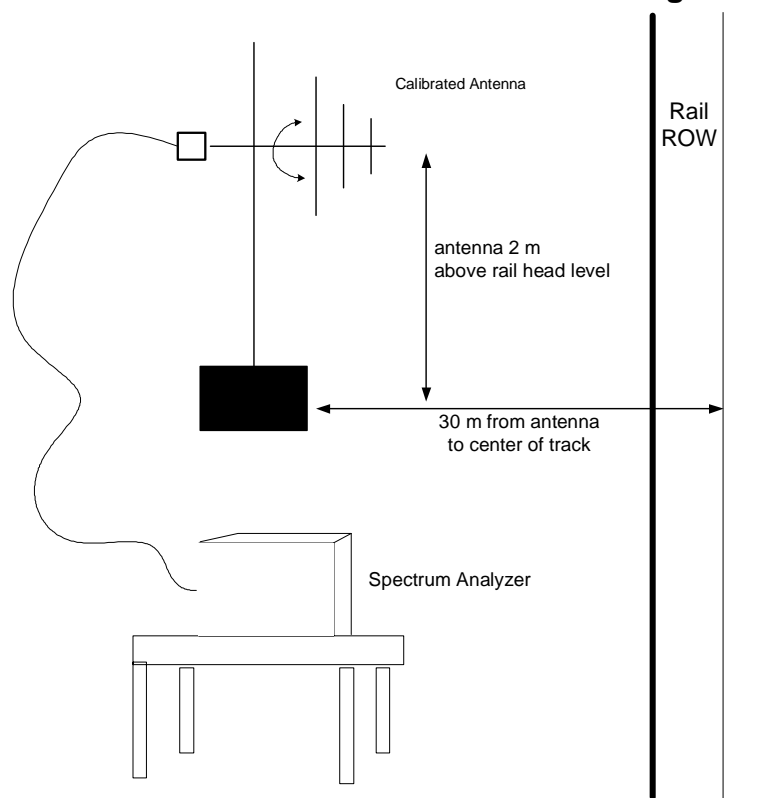 g
Calibrated Antenna
Rail
ROW
antenna 2 m
above rail head level
30 m from antenna
to center of track
Spectrum Analyzer